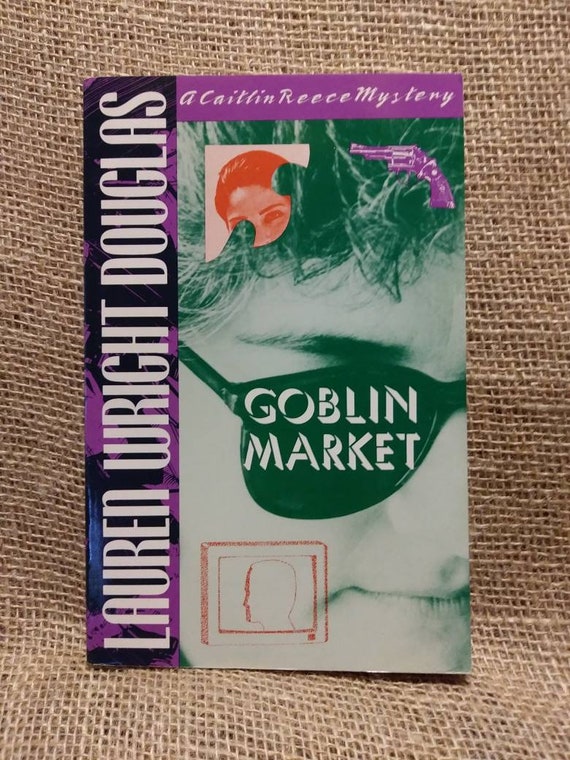 A Caitlin Reece Mystery
LAUREN WRIGHT DOUGLAS
GOBLIN
MARKET